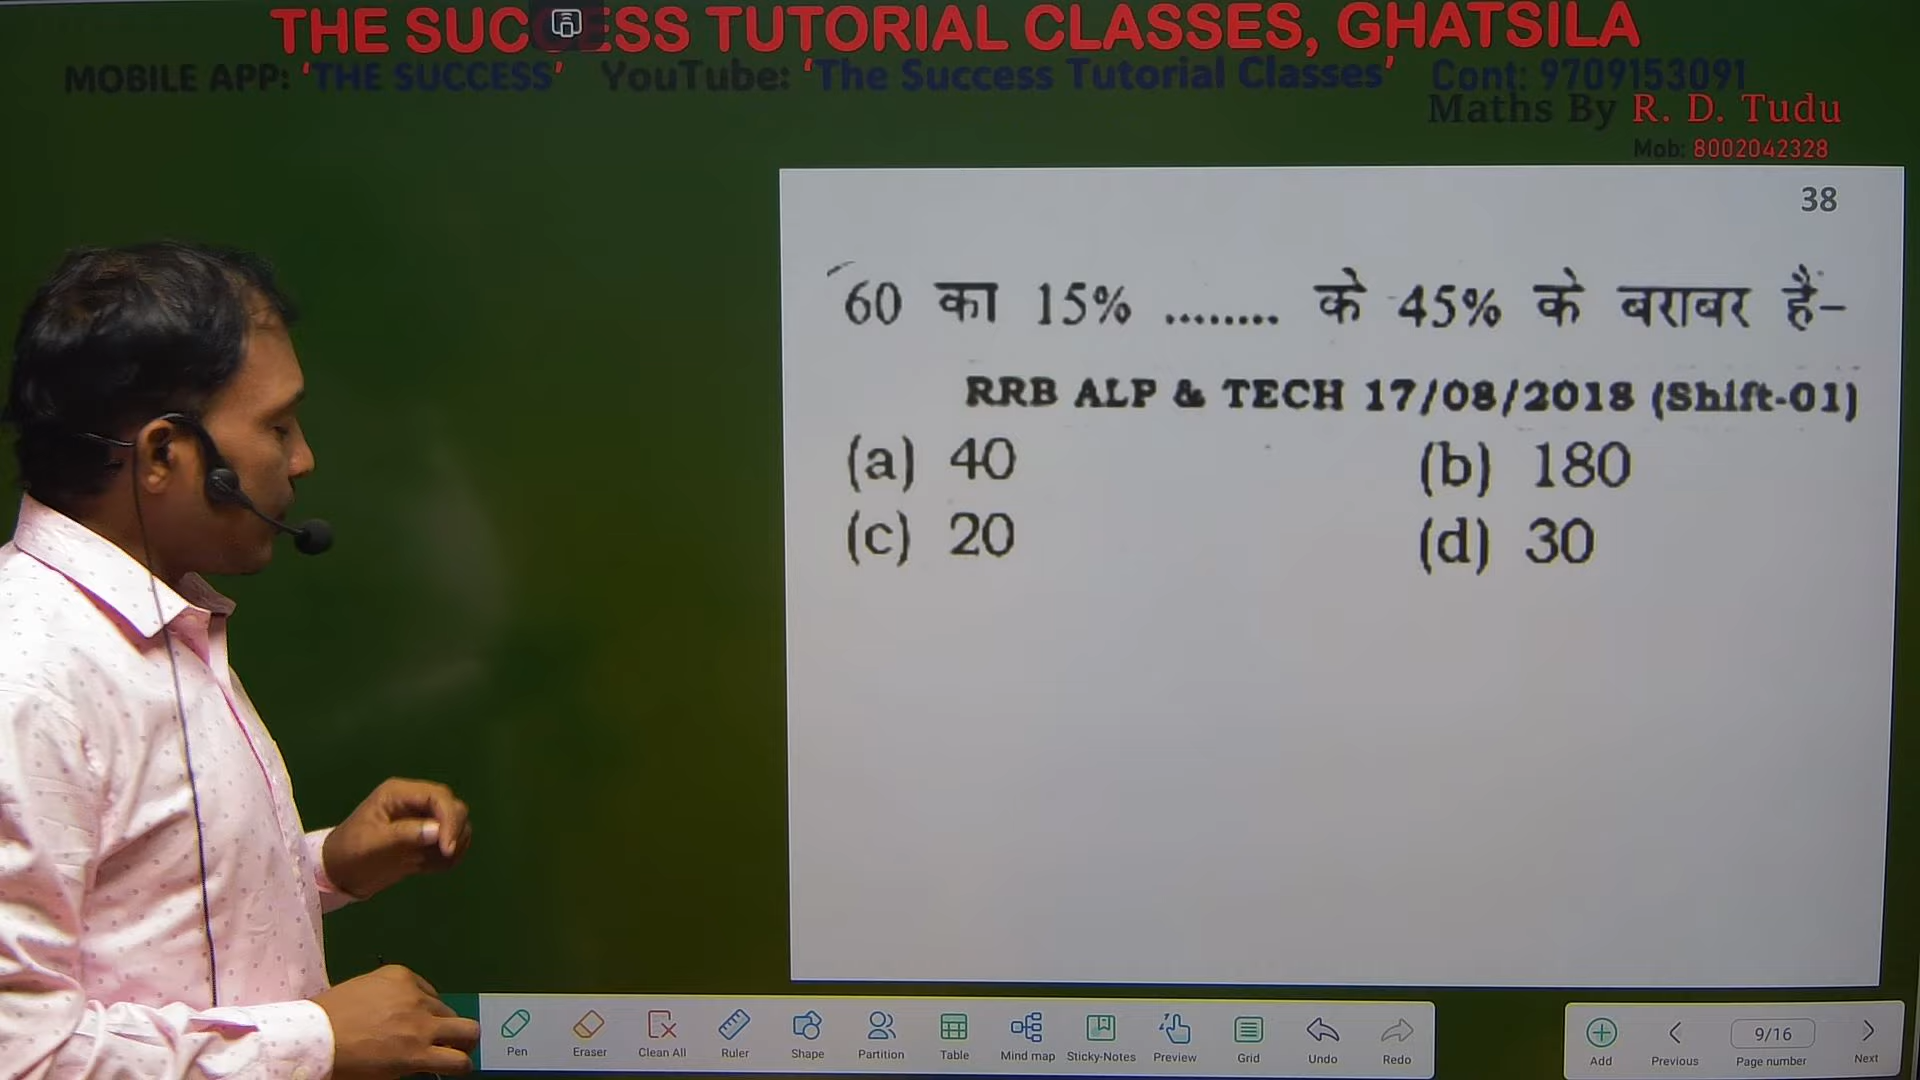 THE SUCCESS TUTORIAL CLASSES, GHATSILA
MOBILE APP: ‘THE SUCCESS’ YouTube: ‘The Success Tutorial Classes’ Cont: 9709153091
Maths By R. D. Tudu
Mob: 8002042328
38
60 का 15% ........ के 45% के बराबर है-
RRB ALP & TECH 17/08/2018 (Shift-01)
(a) 40 (b) 180
(c) 20 (d) 30
Pen Eraser Clean All Ruler Shape Partition Table Mind map Sticky-Notes Preview Grid Undo Redo
Add Previous 9/16 Page number Next